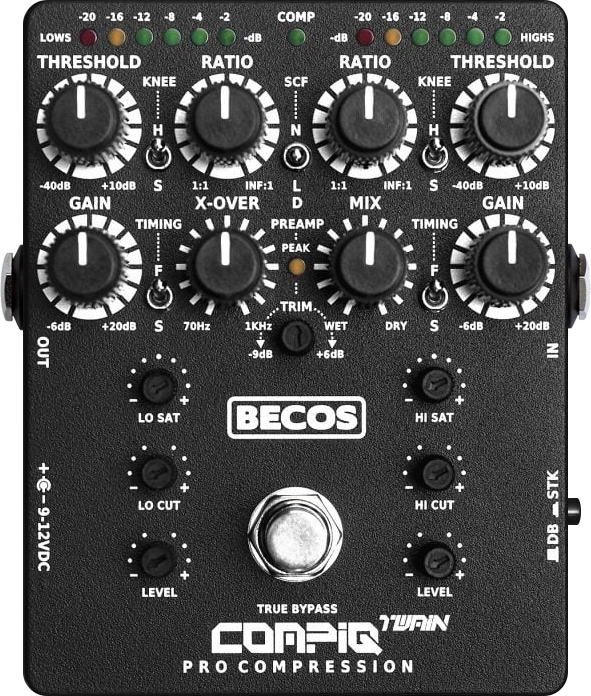 -20 -16 -12 -8 -4 -2 COMP -20 -16 -12 -8 -4 -2
LOWS -dB -dB HIGHS
THRESHOLD RATIO RATIO THRESHOLD
KNEE SCF KNEE
H N H
-40dB +10dB S 1:1 INF:1 L 1:1 INF:1 S -40dB +10dB
D
GAIN X-OVER MIX GAIN
TIMING PREAMP TIMING
PEAK
F F
TRIM
-6dB +20dB S 70Hz 1KHz WET DRY S -6dB +20dB
-9dB +6dB
OUT
IN
- +
LO SAT
- +
HI SAT
BECOS
- +
LO CUT
- +
HI CUT
+ - 9-12VDC
DB STK
- +
LEVEL
- +
LEVEL
TRUE BYPASS
COMPIQ TWAIN
PRO COMPRESSION